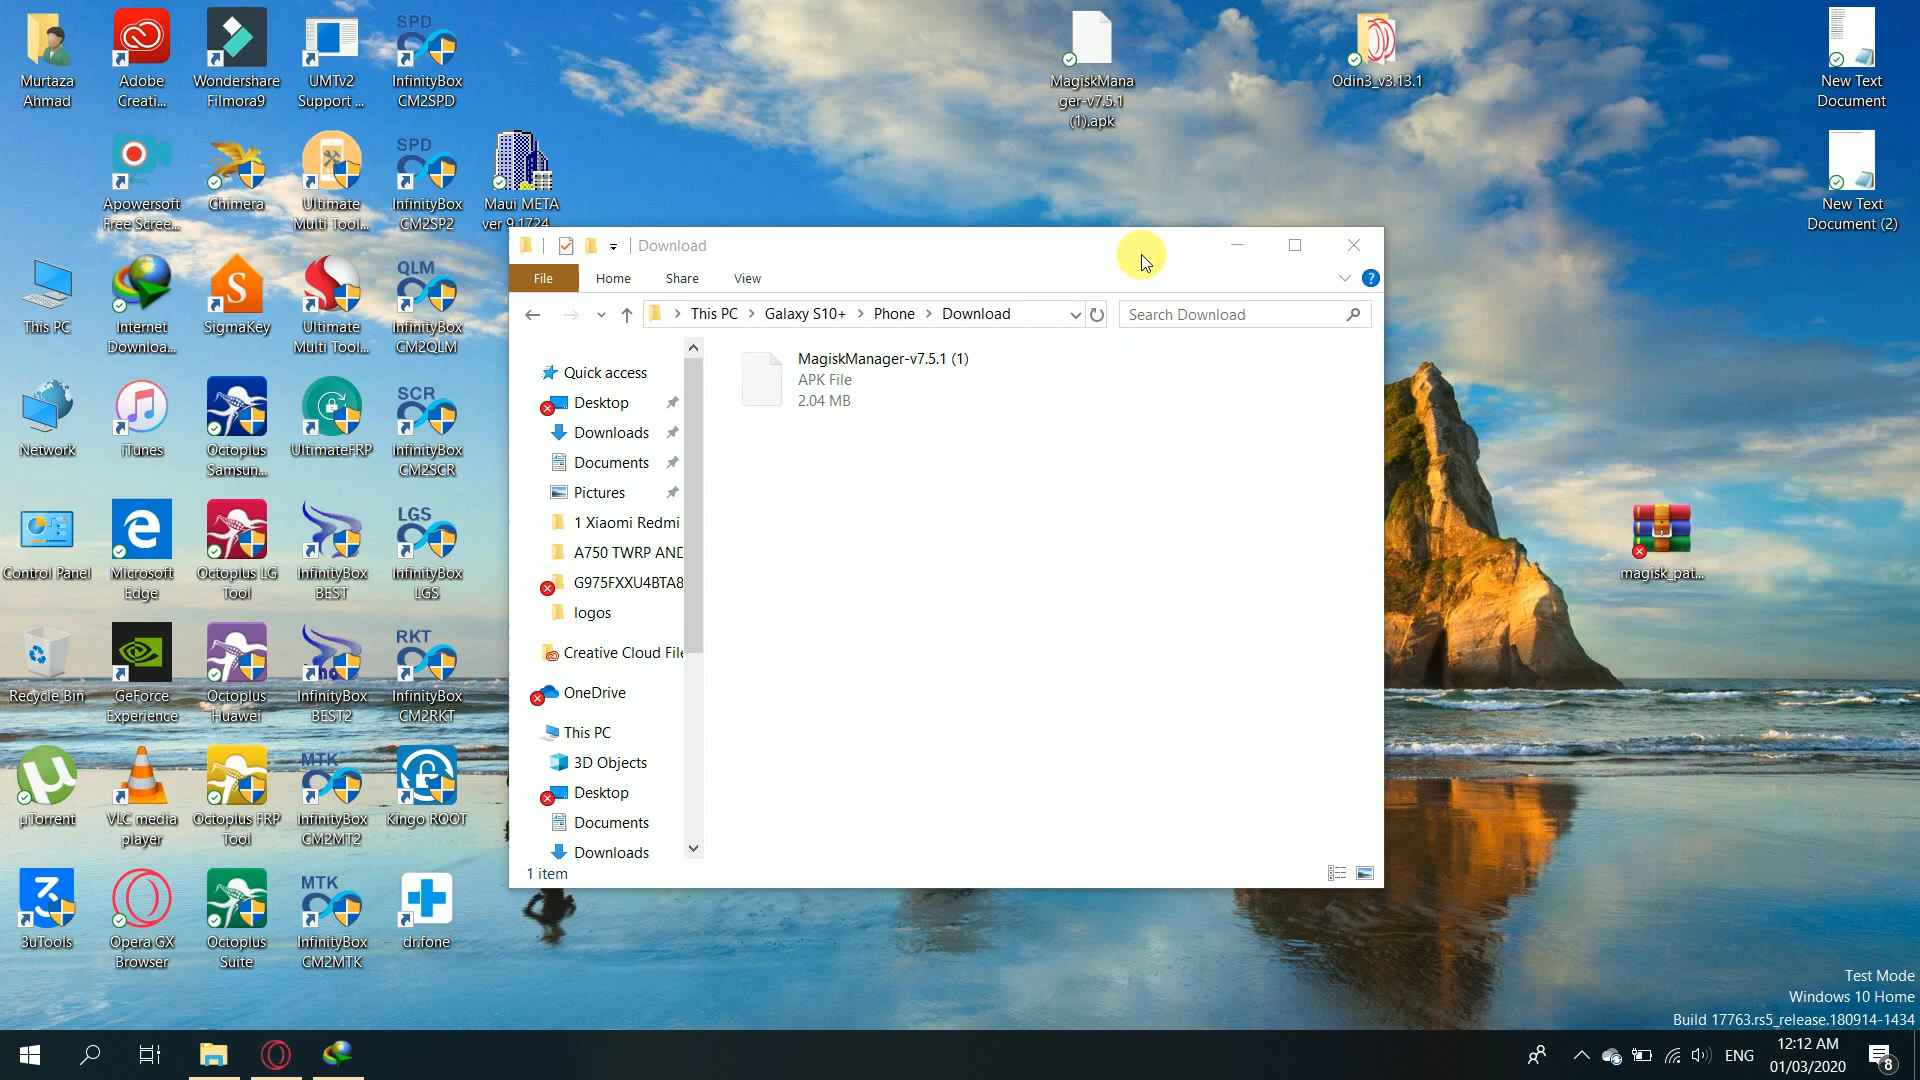 Murtaza
Ahmad
Adobe
Creati...
Wondershare
Filmora9
UMTv2
Support ...
SPD
InfinityBox
CM2SPD
MagiskMana
ger-v7.5.1
(1).apk
Odin3_v3.13.1
New Text
Document
Apowersoft
Free Scree...
Chimera
Ultimate
Multi Tool...
SPD
InfinityBox
CM2SP2
Maui META
ver 9.1724
New Text
Document (2)
This PC
Internet
Downloa...
S
SigmaKey
Ultimate
Multi Tool...
QLM
InfinityBox
CM2QLM
Network
iTunes
Octoplus
Samsun...
UltimateFRP
SCR
InfinityBox
CM2SCR
Control Panel
Microsoft
Edge
Octoplus LG
Tool
InfinityBox
BEST
LGS
InfinityBox
LGS
magisk_pat...
Recycle Bin
GeForce
Experience
Octoplus
Huawei
InfinityBox
BEST2
RKT
InfinityBox
CM2RKT
µTorrent
VLC media
player
Octoplus FRP
Tool
MTK
InfinityBox
CM2MT2
Kingo ROOT
3uTools
Opera GX
Browser
Octoplus
Suite
MTK
InfinityBox
CM2MTK
dr.fone
Download
File
Home
Share
View
This PC
Galaxy S10+
Phone
Download
Search Download
Quick access
Desktop
Downloads
Documents
Pictures
1 Xiaomi Redmi
A750 TWRP AND
G975FXXU4BTA8
logos
Creative Cloud File
OneDrive
This PC
3D Objects
Desktop
Documents
Downloads
MagiskManager-v7.5.1 (1)
APK File
2.04 MB
1 item
Test Mode
Windows 10 Home
Build 17763.rs5_release.180914-1434
ENG
12:12 AM
01/03/2020
8